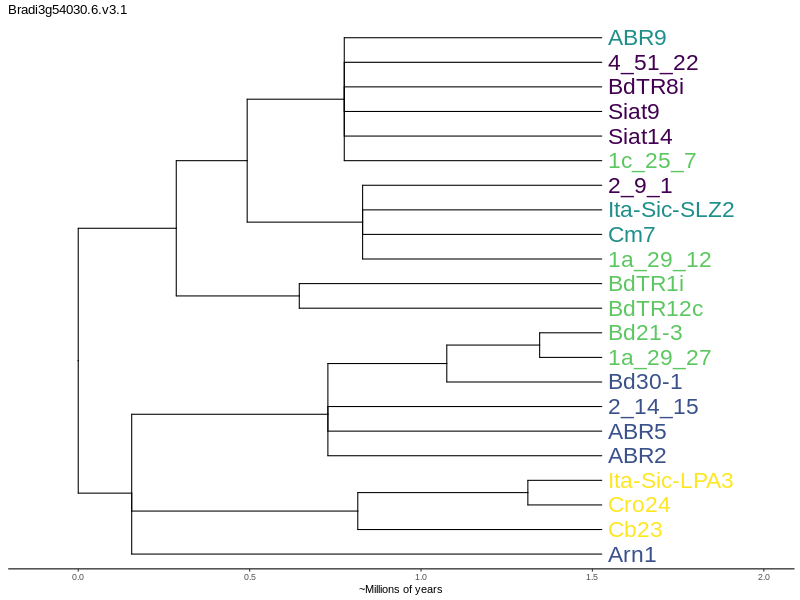 Bradi3g54030.6.v3.1
ABR9
4_51_22
BdTR8i
Siat9
Siat14
1c_25_7
2_9_1
Ita-Sic-SLZ2
Cm7
1a_29_12
BdTR1i
BdTR12c
Bd21-3
1a_29_27
Bd30-1
2_14_15
ABR5
ABR2
Ita-Sic-LPA3
Cro24
Cb23
Arn1
0.0 0.5 1.0 1.5 2.0
~Millions of years